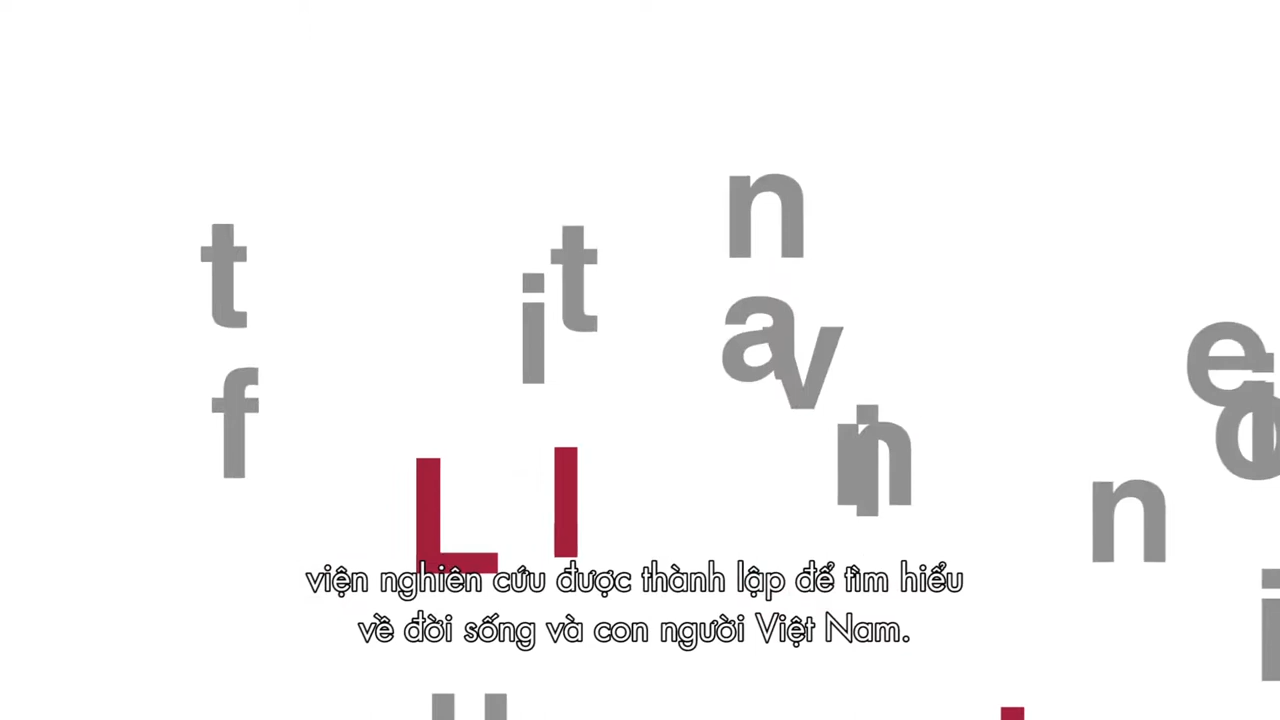 n
t
t
i
a
v
e
f
i
n
L
I
n
viện nghiên cứu được thành lập để tìm hiểu
về đời sống và con người Việt Nam.
i